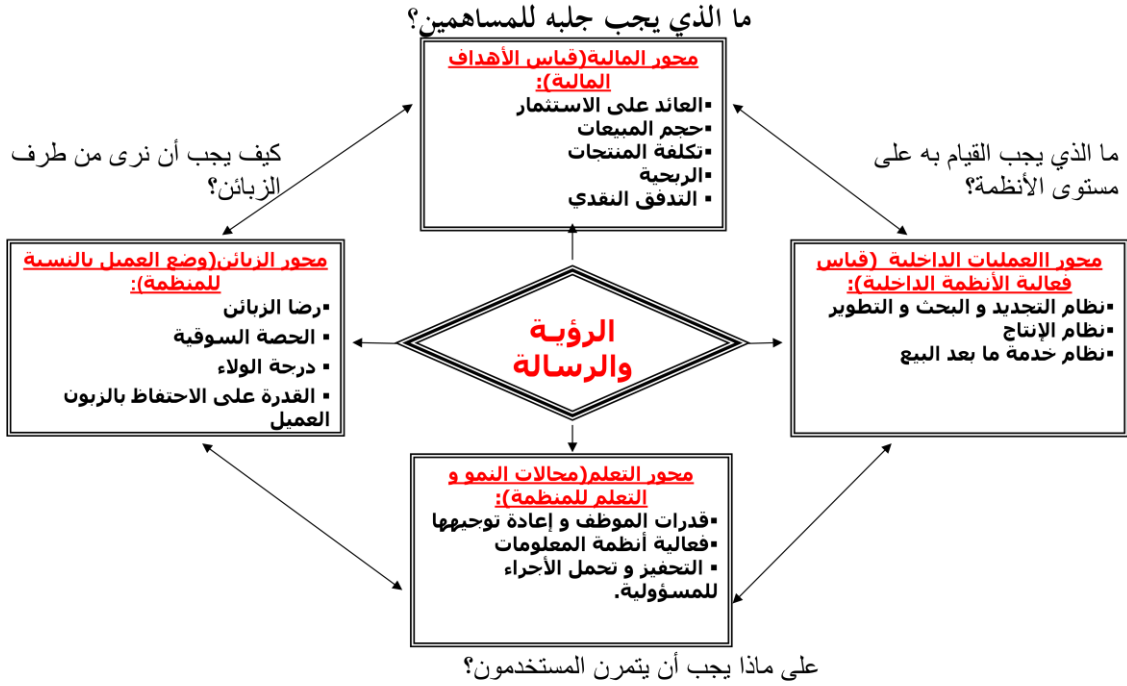 ما الذي يجب جلبه للمساهمين؟
محور المالية(قياس الأهداف
المالية):
▪العائد على الاستثمار
▪حجم المبيعات
▪تكلفة المنتجات
▪الربحية
▪ التدفق النقدي
ما الذي يجب القيام به على
مستوى الأنظمة؟
كيف يجب أن نرى من طرف
الزبائن؟
محور االعمليات الداخلية (قياس
فعالية الأنظمة الداخلية):
▪نظام التجديد و البحث و التطوير
▪نظام الإنتاج
▪نظام خدمة ما بعد البيع
الرؤيـة
والرسالة
محور الزبائن(وضع العميل بالنسبة
للمنظمة):
▪رضا الزبائن
▪ الحصة السوقية
▪ درجة الولاء
▪ القدرة على الاحتفاظ بالزبون
العميل
محور التعلم(مجالات النمو و
التعلم للمنظمة):
▪قدرات الموظف و إعادة توجيهها
▪فعالية أنظمة المعلومات
▪ التحفيز و تحمل الأجراء
للمسؤولية.
على ماذا يجب أن يتمرن المستخدمون؟